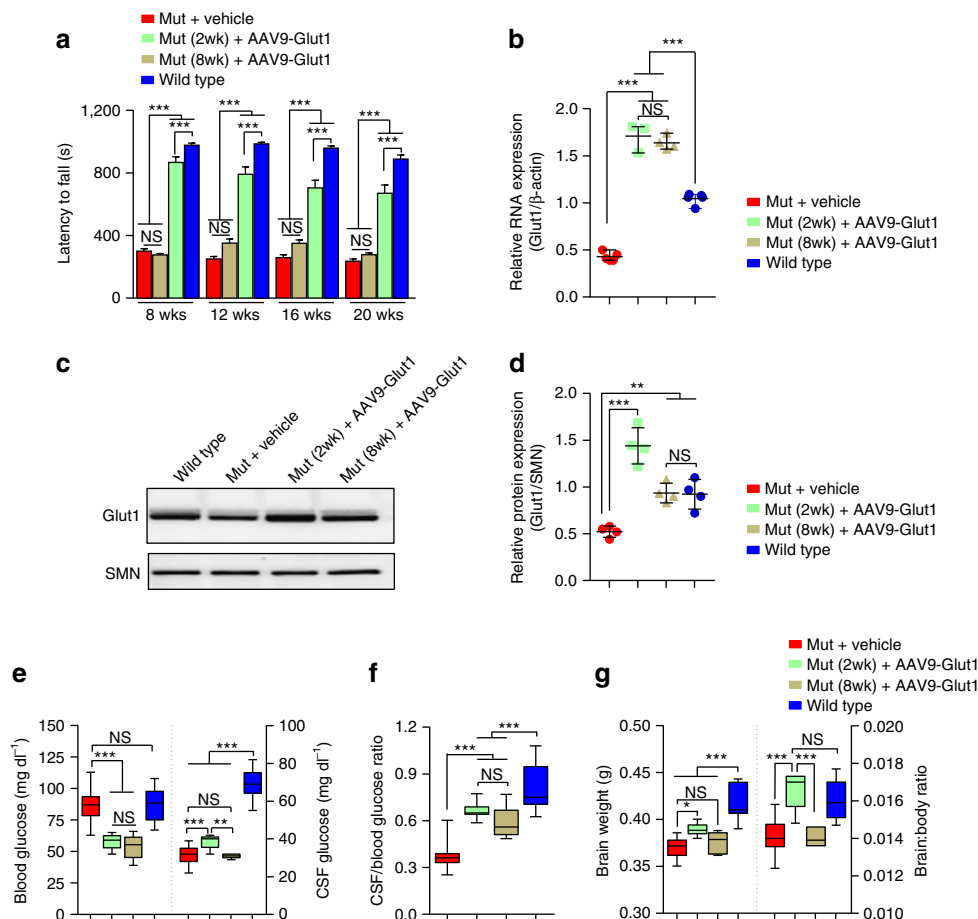 a
Mut + vehicle
Mut (2wk) + AAV9-Glut1
Mut (8wk) + AAV9-Glut1
Wild type
Latency to fall (s)
1,200
800
400
0
***
***
***
***
***
***
***
***
NS
NS
NS
NS
8 wks
12 wks
16 wks
20 wks
b
Relative RNA expression
(Glut1/β-actin)
2.0
1.5
1.0
0.5
0.0
***
***
NS
Mut + vehicle
Mut (2wk) + AAV9-Glut1
Mut (8wk) + AAV9-Glut1
Wild type
c
Wild type
Mut + vehicle
Mut (2wk) + AAV9-Glut1
Mut (8wk) + AAV9-Glut1
Glut1
SMN
d
Relative protein expression
(Glut1/SMN)
2.0
1.5
1.0
0.5
0.0
**
***
NS
Mut + vehicle
Mut (2wk) + AAV9-Glut1
Mut (8wk) + AAV9-Glut1
Wild type
e
Blood glucose (mg dl⁻¹)
175
150
125
100
75
50
25
0
NS
***
NS
***
NS
***
**
100
80
60
40
20
0
CSF glucose (mg dl⁻¹)
f
CSF/blood glucose ratio
1.2
0.9
0.6
0.3
0.0
***
***
NS
Mut + vehicle
Mut (2wk) + AAV9-Glut1
Mut (8wk) + AAV9-Glut1
Wild type
g
Brain weight (g)
0.50
0.45
0.40
0.35
0.30
***
NS
*
NS
***
***
0.020
0.018
0.016
0.014
0.012
0.010
Brain:body ratio